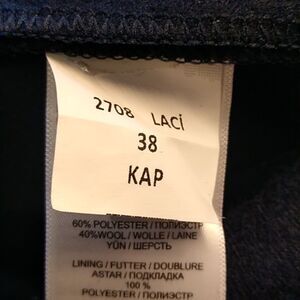 2708 LACİ
38
KAP
60% POLYESTER / ПОЛИЭСТР
40%WOOL / WOLLE / LAINE
YÜN / ШЕРСТЬ
LINING / FUTTER / DOUBLURE
ASTAR / ПОДКЛАДКА
100 %
POLYESTER / ПОЛИЭСТР